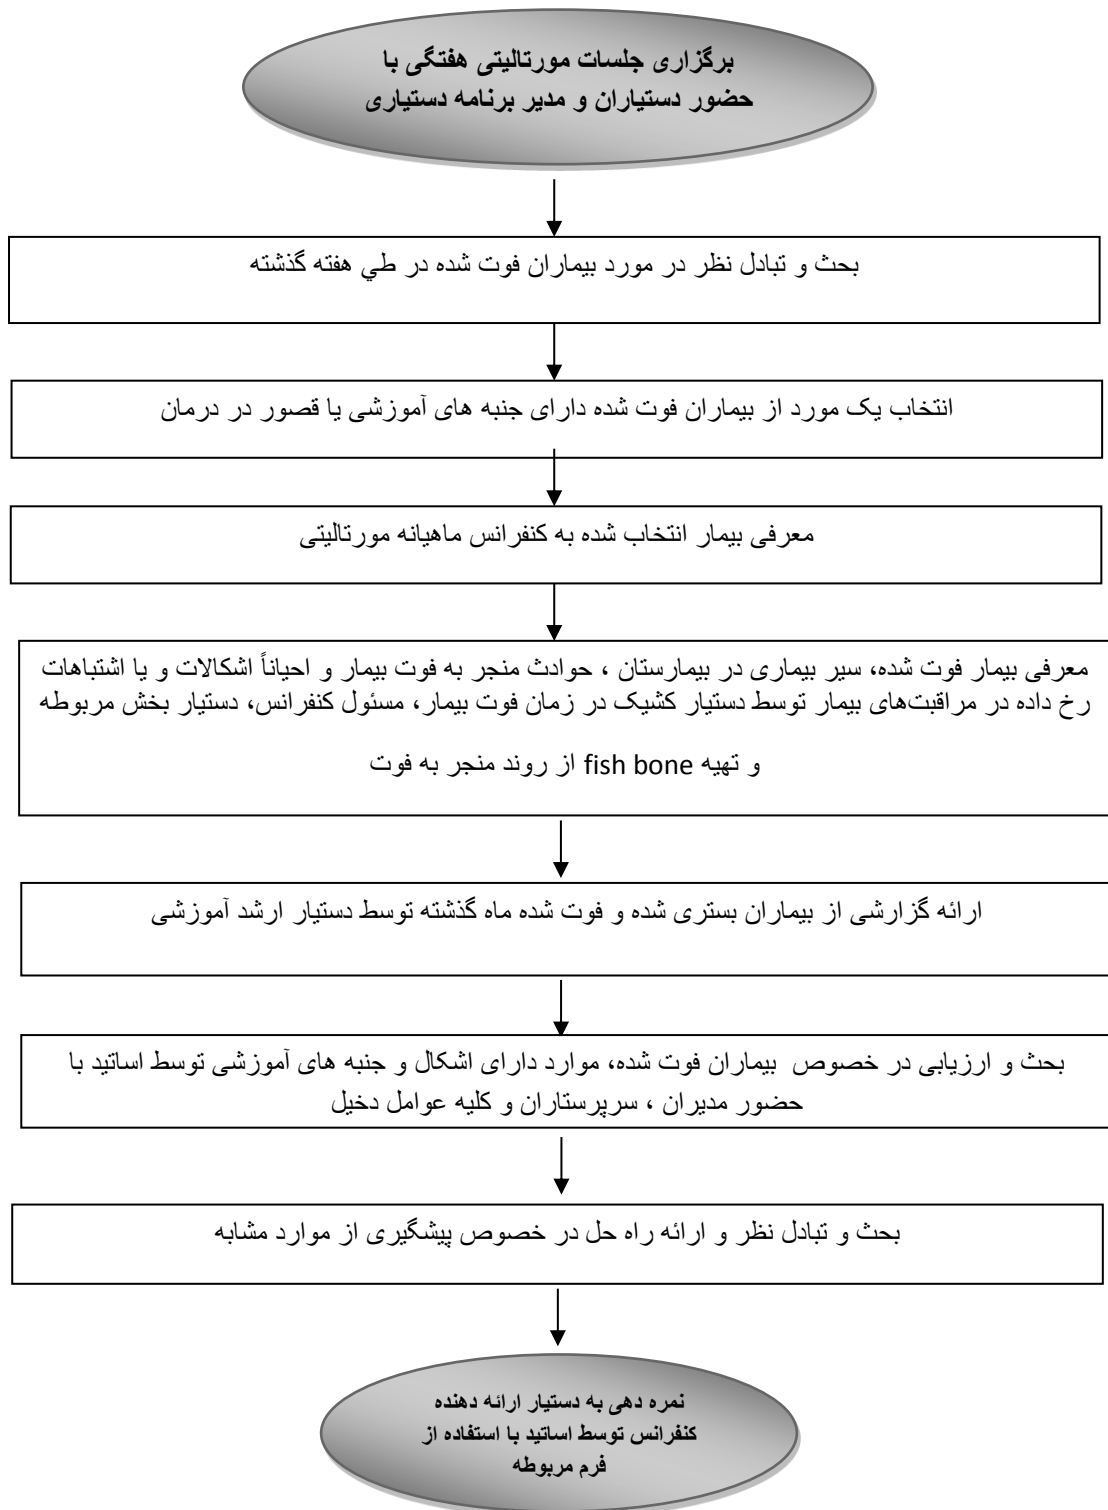 برگزاری جلسات مورتالیتی هفتگی با
حضور دستیاران و مدیر برنامه دستیاری
بحث و تبادل نظر در مورد بیماران فوت شده در طي هفته گذشته
انتخاب یک مورد از بیماران فوت شده دارای جنبه های آموزشی یا قصور در درمان
معرفی بیمار انتخاب شده به کنفرانس ماهیانه مورتالیتی
معرفی بیمار فوت شده، سیر بیماری در بیمارستان ، حوادث منجر به فوت بیمار و احیاناً اشکالات و یا اشتباهات
رخ داده در مراقبت‌های بیمار توسط دستیار کشیک در زمان فوت بیمار، مسئول کنفرانس، دستیار بخش مربوطه
و تهیه fish bone از روند منجر به فوت
ارائه گزارشی از بیماران بستری شده و فوت شده ماه گذشته توسط دستیار ارشد آموزشی
بحث و ارزیابی در خصوص بیماران فوت شده، موارد دارای اشکال و جنبه های آموزشی توسط اساتید با
حضور مدیران ، سرپرستاران و کلیه عوامل دخیل
بحث و تبادل نظر و ارائه راه حل در خصوص پیشگیری از موارد مشابه
نمره دهی به دستیار ارائه دهنده
کنفرانس توسط اساتید با استفاده از
فرم مربوطه